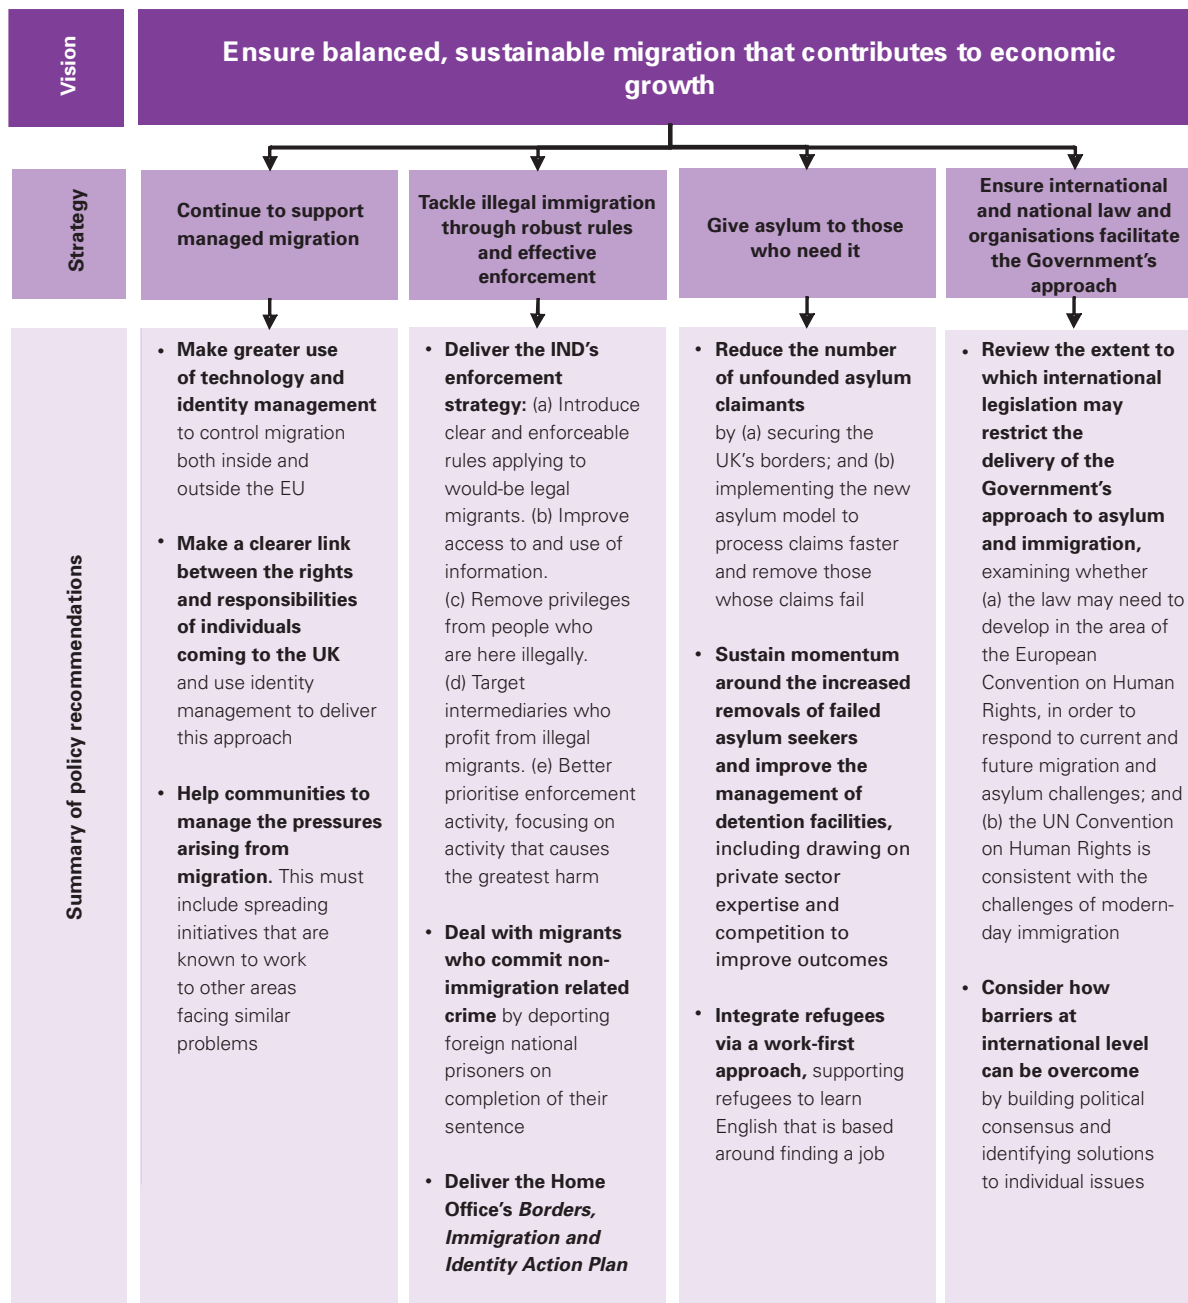 Vision
Ensure balanced, sustainable migration that contributes to economic
growth
Strategy
Continue to support
managed migration
Tackle illegal immigration
through robust rules
and effective
enforcement
Give asylum to those
who need it
Ensure international
and national law and
organisations facilitate
the Government's
approach
Summary of policy recommendations
• Make greater use
of technology and
identity management
to control migration
both inside and
outside the EU
• Make a clearer link
between the rights
and responsibilities
of individuals
coming to the UK
and use identity
management to deliver
this approach
• Help communities to
manage the pressures
arising from
migration. This must
include spreading
initiatives that are
known to work
to other areas
facing similar
problems
• Deliver the IND's
enforcement
strategy: (a) Introduce
clear and enforceable
rules applying to
would-be legal
migrants. (b) Improve
access to and use of
information.
(c) Remove privileges
from people who
are here illegally.
(d) Target
intermediaries who
profit from illegal
migrants. (e) Better
prioritise enforcement
activity, focusing on
activity that causes
the greatest harm
• Deal with migrants
who commit non-
immigration related
crime by deporting
foreign national
prisoners on
completion of their
sentence
• Deliver the Home
Office's Borders,
Immigration and
Identity Action Plan
• Reduce the number
of unfounded asylum
claimants
by (a) securing the
UK's borders; and (b)
implementing the new
asylum model to
process claims faster
and remove those
whose claims fail
• Sustain momentum
around the increased
removals of failed
asylum seekers
and improve the
management of
detention facilities,
including drawing on
private sector
expertise and
competition to
improve outcomes
• Integrate refugees
via a work-first
approach, supporting
refugees to learn
English that is based
around finding a job
• Review the extent to
which international
legislation may
restrict the
delivery of the
Government's
approach to asylum
and immigration,
examining whether
(a) the law may need to
develop in the area of
the European
Convention on Human
Rights, in order to
respond to current and
future migration and
asylum challenges; and
(b) the UN Convention
on Human Rights is
consistent with the
challenges of modern-
day immigration
• Consider how
barriers at
international level
can be overcome
by building political
consensus and
identifying solutions
to individual issues